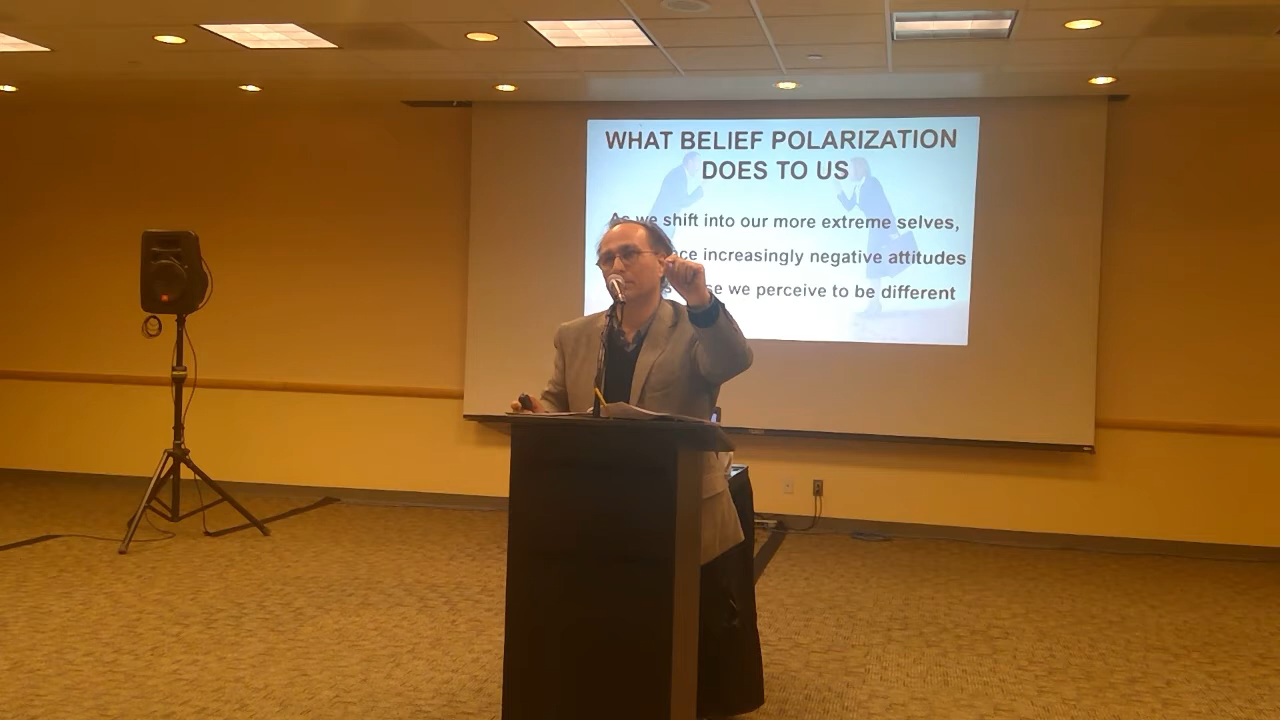 WHAT BELIEF POLARIZATION
DOES TO US
As we shift into our more extreme selves,
increasingly negative attitudes
we perceive to be different